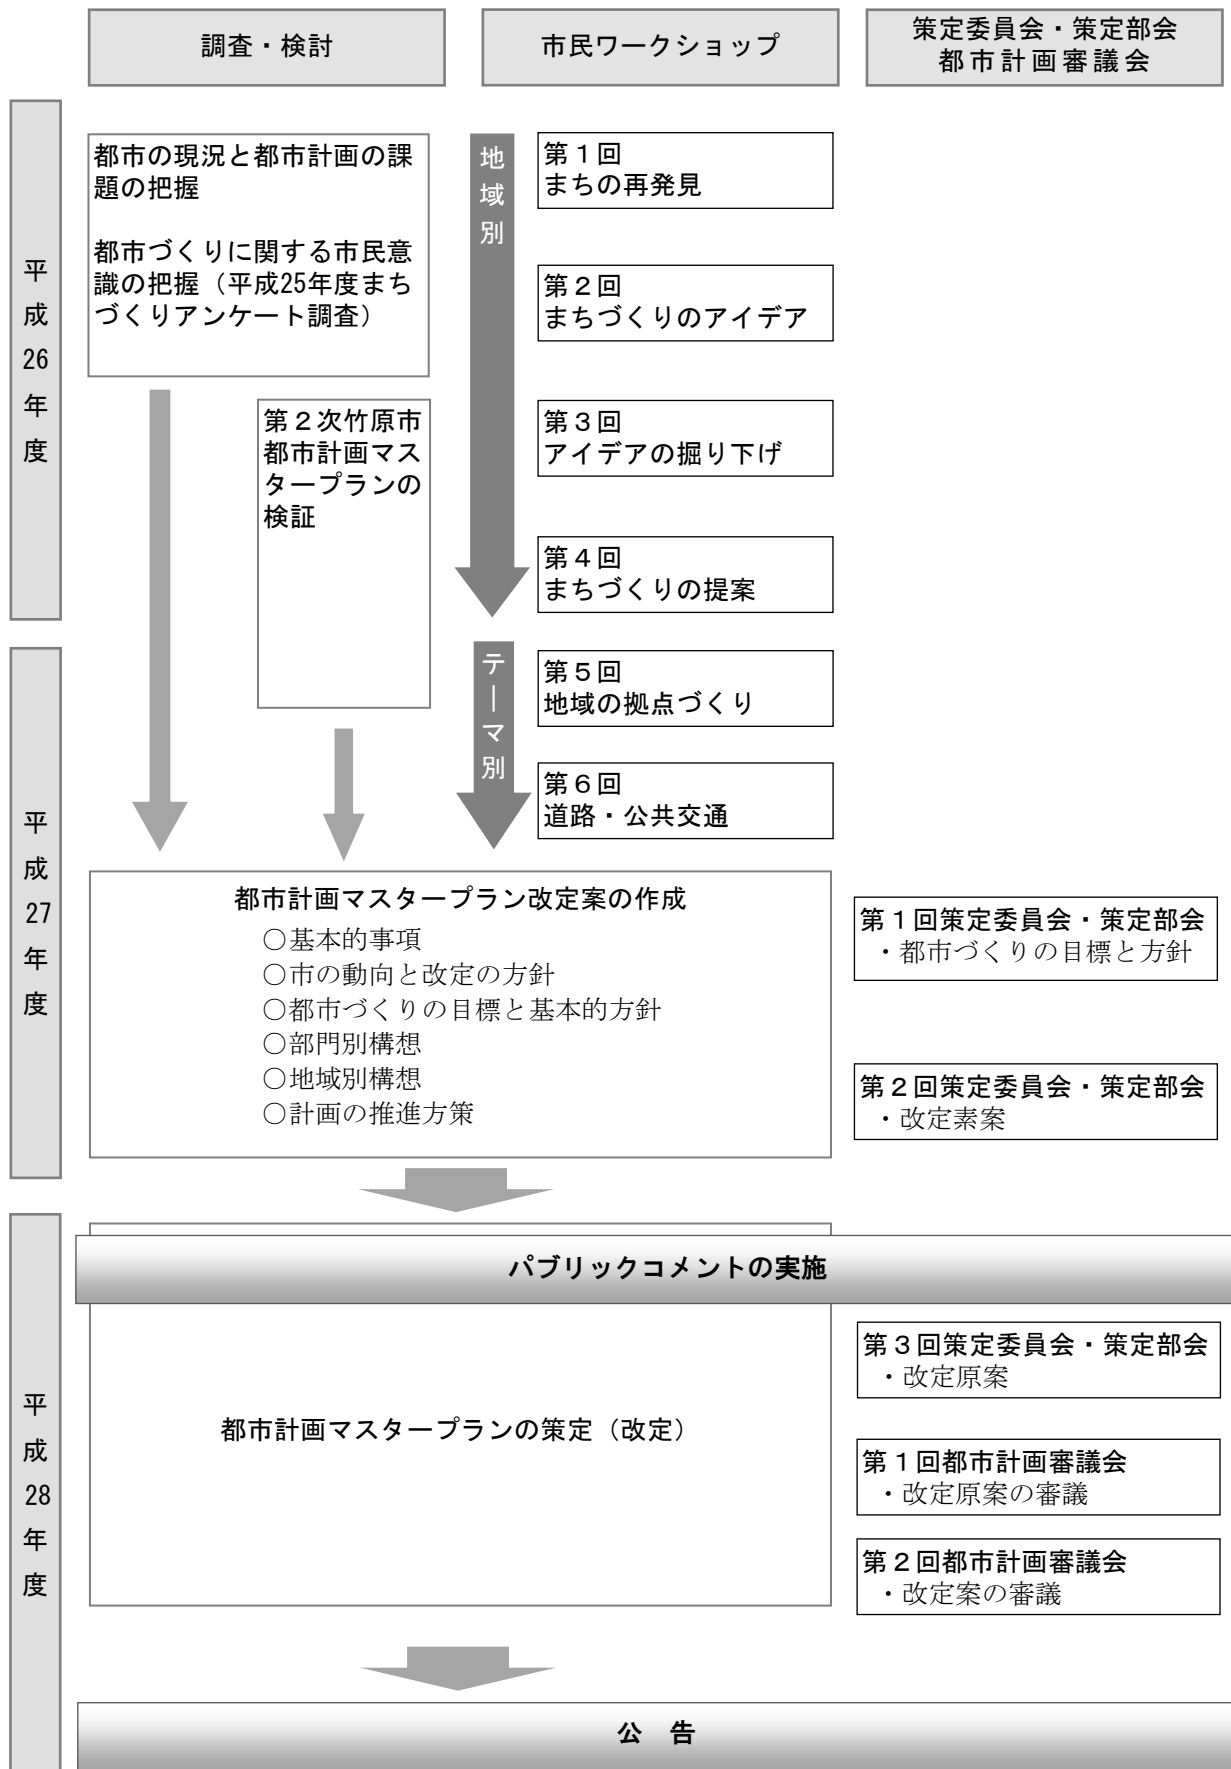 調査・検討
市民ワークショップ
策定委員会・策定部会
都市計画審議会
平成26年度
都市の現況と都市計画の課
題の把握
都市づくりに関する市民意
識の把握（平成25年度まち
づくりアンケート調査）
第２次竹原市
都市計画マス
タープランの
検証
地域別
第１回
まちの再発見
第２回
まちづくりのアイデア
第３回
アイデアの掘り下げ
第４回
まちづくりの提案
平成27年度
テーマ別
第５回
地域の拠点づくり
第６回
道路・公共交通
都市計画マスタープラン改定案の作成
○基本的事項
○市の動向と改定の方針
○都市づくりの目標と基本的方針
○部門別構想
○地域別構想
○計画の推進方策
第１回策定委員会・策定部会
・都市づくりの目標と方針
第２回策定委員会・策定部会
・改定素案
平成28年度
パブリックコメントの実施
都市計画マスタープランの策定（改定）
第３回策定委員会・策定部会
・改定原案
第１回都市計画審議会
・改定原案の審議
第２回都市計画審議会
・改定案の審議
公　告